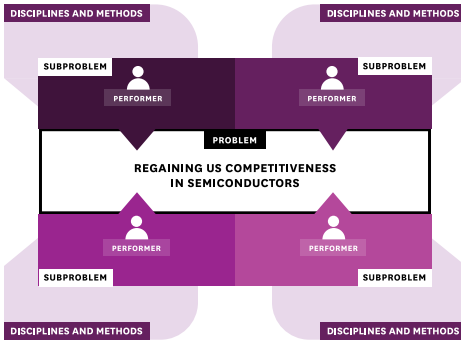 DISCIPLINES AND METHODS
DISCIPLINES AND METHODS
SUBPROBLEM
SUBPROBLEM
PERFORMER
PERFORMER
PROBLEM
REGAINING US COMPETITIVENESS
IN SEMICONDUCTORS
PERFORMER
PERFORMER
SUBPROBLEM
SUBPROBLEM
DISCIPLINES AND METHODS
DISCIPLINES AND METHODS